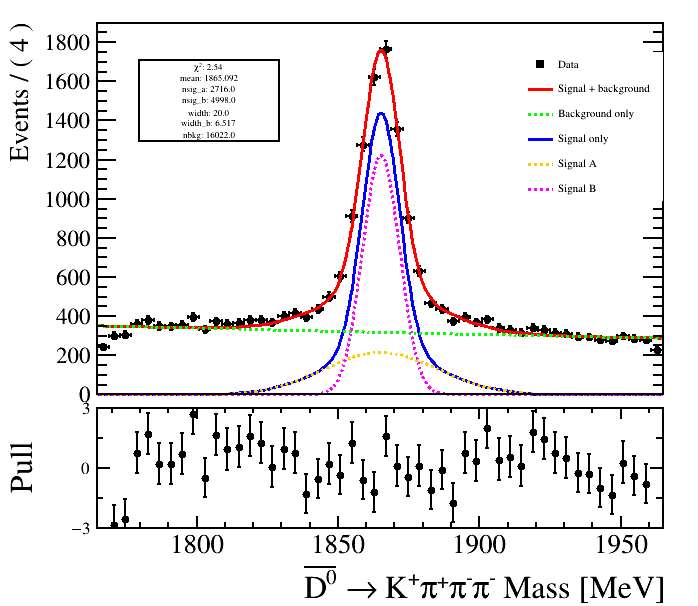 Events / ( 4 )
1800
1600
1400
1200
1000
800
600
400
200
0
χ²: 2.54
mean: 1865.092
nsig_a: 2716.0
nsig_b: 4998.0
width: 20.0
width_b: 6.517
nbkg: 16022.0
Data
Signal + background
Background only
Signal only
Signal A
Signal B
Pull
3
0
−3
1800 1850 1900 1950
D̅⁰ → K⁺π⁺π⁻π⁻ Mass [MeV]